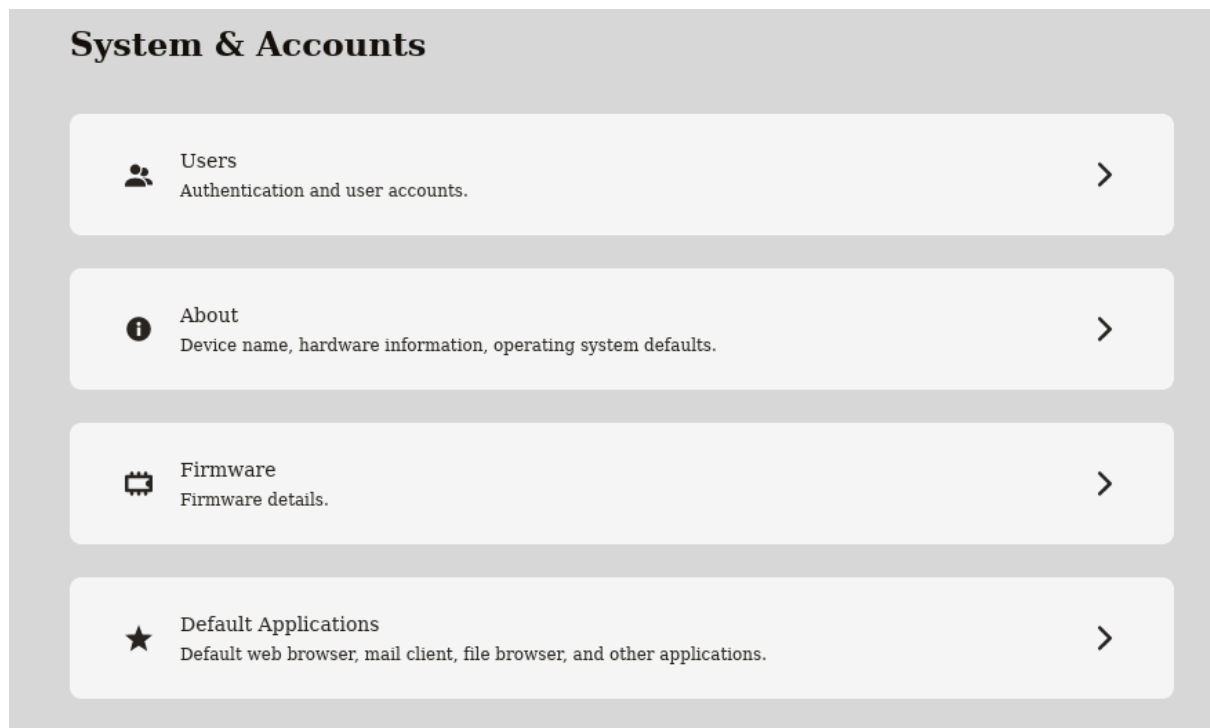 System & Accounts
Users
Authentication and user accounts.
About
Device name, hardware information, operating system defaults.
Firmware
Firmware details.
Default Applications
Default web browser, mail client, file browser, and other applications.